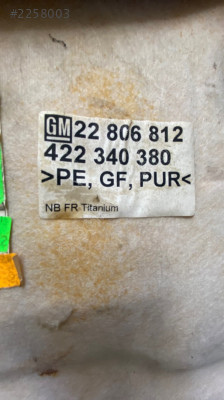 #2258003
GM 22 806 812
422 340 380
>PE, GF, PUR<
NB FR Titanium